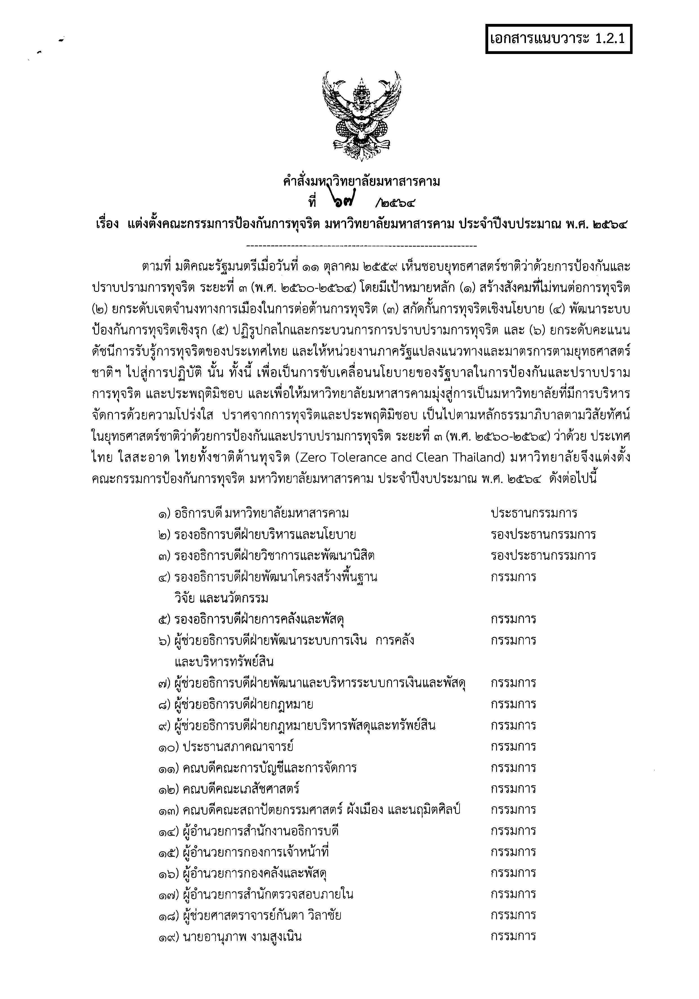 เอกสารแนบวาระ 1.2.1
คำสั่งมหาวิทยาลัยมหาสารคาม
ที่ ๖๗ /๒๕๖๔
เรื่อง แต่งตั้งคณะกรรมการป้องกันการทุจริต มหาวิทยาลัยมหาสารคาม ประจำปีงบประมาณ พ.ศ. ๒๕๖๔
---------------------------------------------------------
ตามที่ มติคณะรัฐมนตรีเมื่อวันที่ ๑๑ ตุลาคม ๒๕๕๙ เห็นชอบยุทธศาสตร์ชาติว่าด้วยการป้องกันและ
ปราบปรามการทุจริต ระยะที่ ๓ (พ.ศ. ๒๕๖๐-๒๕๖๔) โดยมีเป้าหมายหลัก (๑) สร้างสังคมที่ไม่ทนต่อการทุจริต
(๒) ยกระดับเจตจำนงทางการเมืองในการต่อต้านการทุจริต (๓) สกัดกั้นการทุจริตเชิงนโยบาย (๔) พัฒนาระบบ
ป้องกันการทุจริตเชิงรุก (๕) ปฏิรูปกลไกและกระบวนการการปราบปรามการทุจริต และ (๖) ยกระดับคะแนน
ดัชนีการรับรู้การทุจริตของประเทศไทย และให้หน่วยงานภาครัฐแปลงแนวทางและมาตรการตามยุทธศาสตร์
ชาติฯ ไปสู่การปฏิบัติ นั้น ทั้งนี้ เพื่อเป็นการขับเคลื่อนนโยบายของรัฐบาลในการป้องกันและปราบปราม
การทุจริต และประพฤติมิชอบ และเพื่อให้มหาวิทยาลัยมหาสารคามมุ่งสู่การเป็นมหาวิทยาลัยที่มีการบริหาร
จัดการด้วยความโปร่งใส ปราศจากการทุจริตและประพฤติมิชอบ เป็นไปตามหลักธรรมาภิบาลตามวิสัยทัศน์
ในยุทธศาสตร์ชาติว่าด้วยการป้องกันและปราบปรามการทุจริต ระยะที่ ๓ (พ.ศ. ๒๕๖๐-๒๕๖๔) ว่าด้วย ประเทศ
ไทย ใสสะอาด ไทยทั้งชาติต้านทุจริต (Zero Tolerance and Clean Thailand) มหาวิทยาลัยจึงแต่งตั้ง
คณะกรรมการป้องกันการทุจริต มหาวิทยาลัยมหาสารคาม ประจำปีงบประมาณ พ.ศ. ๒๕๖๔ ดังต่อไปนี้
๑) อธิการบดี มหาวิทยาลัยมหาสารคาม ประธานกรรมการ
๒) รองอธิการบดีฝ่ายบริหารและนโยบาย รองประธานกรรมการ
๓) รองอธิการบดีฝ่ายวิชาการและพัฒนานิสิต รองประธานกรรมการ
๔) รองอธิการบดีฝ่ายพัฒนาโครงสร้างพื้นฐาน กรรมการ
วิจัย และนวัตกรรม
๕) รองอธิการบดีฝ่ายการคลังและพัสดุ กรรมการ
๖) ผู้ช่วยอธิการบดีฝ่ายพัฒนาระบบการเงิน การคลัง กรรมการ
และบริหารทรัพย์สิน
๗) ผู้ช่วยอธิการบดีฝ่ายพัฒนาและบริหารระบบการเงินและพัสดุ กรรมการ
๘) ผู้ช่วยอธิการบดีฝ่ายกฎหมาย กรรมการ
๙) ผู้ช่วยอธิการบดีฝ่ายกฎหมายบริหารพัสดุและทรัพย์สิน กรรมการ
๑๐) ประธานสภาคณาจารย์ กรรมการ
๑๑) คณบดีคณะการบัญชีและการจัดการ กรรมการ
๑๒) คณบดีคณะเภสัชศาสตร์ กรรมการ
๑๓) คณบดีคณะสถาปัตยกรรมศาสตร์ ผังเมือง และนฤมิตศิลป์ กรรมการ
๑๔) ผู้อำนวยการสำนักงานอธิการบดี กรรมการ
๑๕) ผู้อำนวยการกองการเจ้าหน้าที่ กรรมการ
๑๖) ผู้อำนวยการกองคลังและพัสดุ กรรมการ
๑๗) ผู้อำนวยการสำนักตรวจสอบภายใน กรรมการ
๑๘) ผู้ช่วยศาสตราจารย์กันตา วิลาชัย กรรมการ
๑๙) นายอานุภาพ งามสูงเนิน กรรมการ